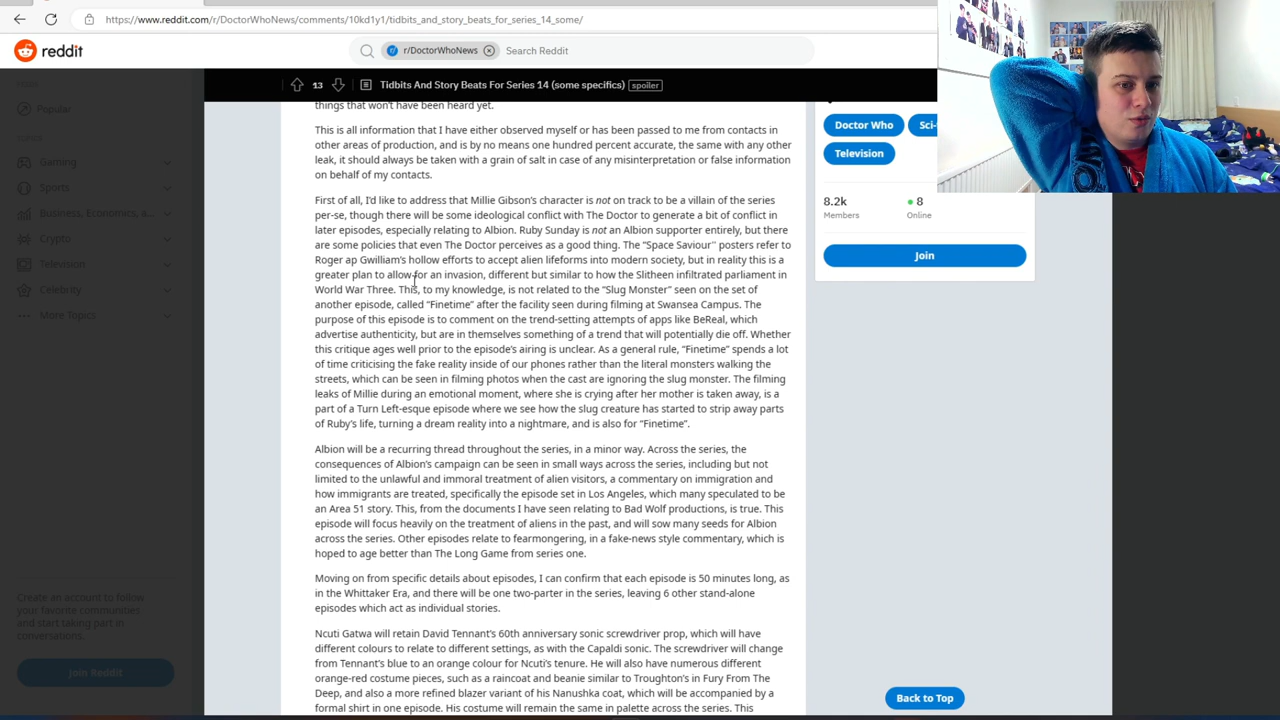 https://www.reddit.com/r/DoctorWhoNews/comments/10kd1y1/tidbits_and_story_beats_for_series_14_some/
reddit
r/DoctorWhoNews
Search Reddit
13
Tidbits And Story Beats For Series 14 (some specifics)
spoiler
Popular
Gaming
Sports
Business, Economics, a...
Crypto
Television
Celebrity
More Topics
Create an account to follow
your favorite communities
and start taking part in
conversations.
Join Reddit
things that won't have been heard yet.
This is all information that I have either observed myself or has been passed to me from contacts in
other areas of production, and is by no means one hundred percent accurate, the same with any other
leak, it should always be taken with a grain of salt in case of any misinterpretation or false information
on behalf of my contacts.
First of all, I'd like to address that Millie Gibson's character is not on track to be a villain of the series
per-se, though there will be some ideological conflict with The Doctor to generate a bit of conflict in
later episodes, especially relating to Albion. Ruby Sunday is not an Albion supporter entirely, but there
are some policies that even The Doctor perceives as a good thing. The "Space Saviour" posters refer to
Roger ap Gwilliam's hollow efforts to accept alien lifeforms into modern society, but in reality this is a
greater plan to allow for an invasion, different but similar to how the Slitheen infiltrated parliament in
World War Three. This, to my knowledge, is not related to the "Slug Monster" seen on the set of
another episode, called "Finetime" after the facility seen during filming at Swansea Campus. The
purpose of this episode is to comment on the trend-setting attempts of apps like BeReal, which
advertise authenticity, but are in themselves something of a trend that will potentially die off. Whether
this critique ages well prior to the episode's airing is unclear. As a general rule, "Finetime" spends a lot
of time criticising the fake reality inside of our phones rather than the literal monsters walking the
streets, which can be seen in filming photos when the cast are ignoring the slug monster. The filming
leaks of Millie during an emotional moment, where she is crying after her mother is taken away, is a
part of a Turn Left-esque episode where we see how the slug creature has started to strip away parts
of Ruby's life, turning a dream reality into a nightmare, and is also for "Finetime".
Albion will be a recurring thread throughout the series, in a minor way. Across the series, the
consequences of Albion's campaign can be seen in small ways across the series, including but not
limited to the unlawful and immoral treatment of alien visitors, a commentary on immigration and
how immigrants are treated, specifically the episode set in Los Angeles, which many speculated to be
an Area 51 story. This, from the documents I have seen relating to Bad Wolf productions, is true. This
episode will focus heavily on the treatment of aliens in the past, and will sow many seeds for Albion
across the series. Other episodes relate to fearmongering, in a fake-news style commentary, which is
hoped to age better than The Long Game from series one.
Moving on from specific details about episodes, I can confirm that each episode is 50 minutes long, as
in the Whittaker Era, and there will be one two-parter in the series, leaving 6 other stand-alone
episodes which act as individual stories.
Ncuti Gatwa will retain David Tennant's 60th anniversary sonic screwdriver prop, which will have
different colours to relate to different settings, as with the Capaldi sonic. The screwdriver will change
from Tennant's blue to an orange colour for Ncuti's tenure. He will also have numerous different
orange-red costume pieces, such as a raincoat and beanie similar to Troughton's in Fury From The
Deep, and also a more refined blazer variant of his Nanushka coat, which will be accompanied by a
formal shirt in one episode. His costume will remain the same in palette across the series. This
Doctor Who
Sci-
Television
8.2k
Members
8
Online
Join
Back to Top